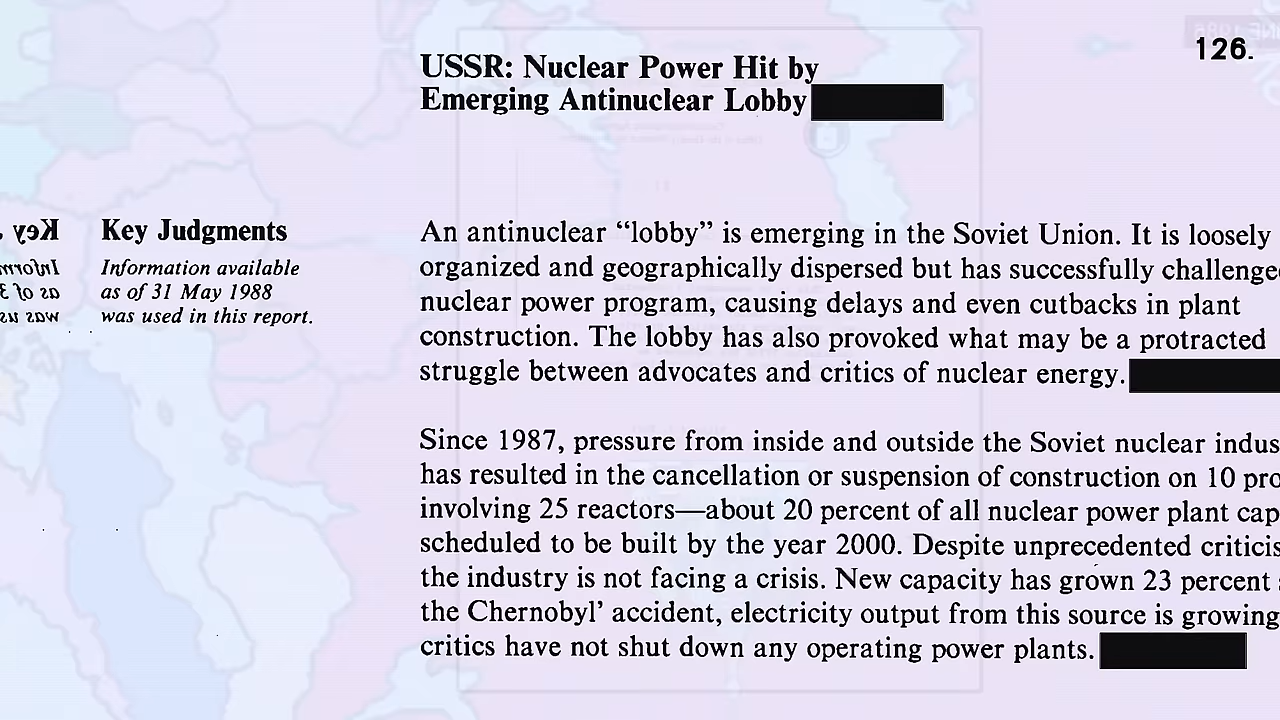 126.
USSR: Nuclear Power Hit by
Emerging Antinuclear Lobby
Key Judgments
Information available
as of 31 May 1988
was used in this report.
An antinuclear “lobby” is emerging in the Soviet Union. It is loosely
organized and geographically dispersed but has successfully challenge
nuclear power program, causing delays and even cutbacks in plant
construction. The lobby has also provoked what may be a protracted
struggle between advocates and critics of nuclear energy.
Since 1987, pressure from inside and outside the Soviet nuclear indus
has resulted in the cancellation or suspension of construction on 10 pro
involving 25 reactors—about 20 percent of all nuclear power plant cap
scheduled to be built by the year 2000. Despite unprecedented criticis
the industry is not facing a crisis. New capacity has grown 23 percent
the Chernobyl’ accident, electricity output from this source is growing
critics have not shut down any operating power plants.